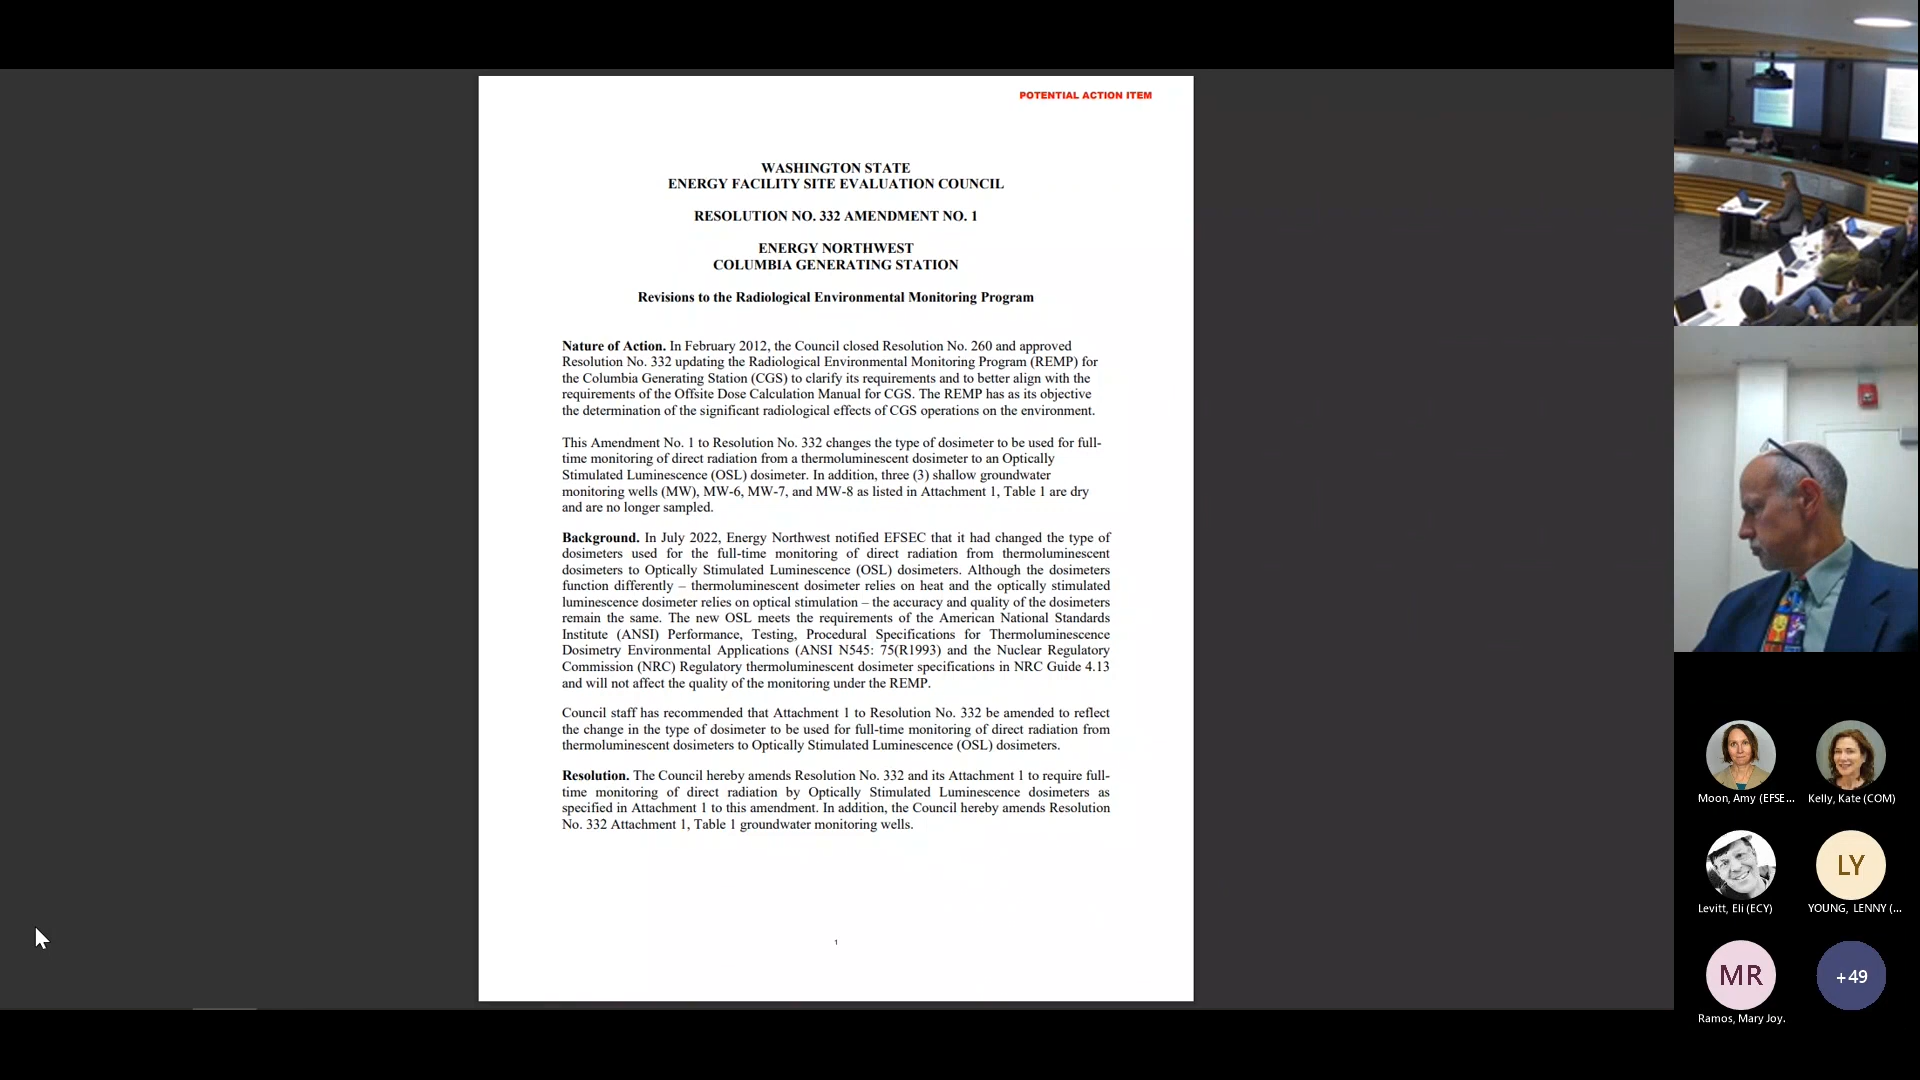 POTENTIAL ACTION ITEM
WASHINGTON STATE
ENERGY FACILITY SITE EVALUATION COUNCIL
RESOLUTION NO. 332 AMENDMENT NO. 1
ENERGY NORTHWEST
COLUMBIA GENERATING STATION
Revisions to the Radiological Environmental Monitoring Program
Nature of Action. In February 2012, the Council closed Resolution No. 260 and approved
Resolution No. 332 updating the Radiological Environmental Monitoring Program (REMP) for
the Columbia Generating Station (CGS) to clarify its requirements and to better align with the
requirements of the Offsite Dose Calculation Manual for CGS. The REMP has as its objective
the determination of the significant radiological effects of CGS operations on the environment.
This Amendment No. 1 to Resolution No. 332 changes the type of dosimeter to be used for full-
time monitoring of direct radiation from a thermoluminescent dosimeter to an Optically
Stimulated Luminescence (OSL) dosimeter. In addition, three (3) shallow groundwater
monitoring wells (MW), MW-6, MW-7, and MW-8 as listed in Attachment 1, Table 1 are dry
and are no longer sampled.
Background. In July 2022, Energy Northwest notified EFSEC that it had changed the type of
dosimeters used for the full-time monitoring of direct radiation from thermoluminescent
dosimeters to Optically Stimulated Luminescence (OSL) dosimeters. Although the dosimeters
function differently – thermoluminescent dosimeter relies on heat and the optically stimulated
luminescence dosimeter relies on optical stimulation – the accuracy and quality of the dosimeters
remain the same. The new OSL meets the requirements of the American National Standards
Institute (ANSI) Performance, Testing, Procedural Specifications for Thermoluminescence
Dosimetry Environmental Applications (ANSI N545: 75(R1993) and the Nuclear Regulatory
Commission (NRC) Regulatory thermoluminescent dosimeter specifications in NRC Guide 4.13
and will not affect the quality of the monitoring under the REMP.
Council staff has recommended that Attachment 1 to Resolution No. 332 be amended to reflect
the change in the type of dosimeter to be used for full-time monitoring of direct radiation from
thermoluminescent dosimeters to Optically Stimulated Luminescence (OSL) dosimeters.
Resolution. The Council hereby amends Resolution No. 332 and its Attachment 1 to require full-
time monitoring of direct radiation by Optically Stimulated Luminescence dosimeters as
specified in Attachment 1 to this amendment. In addition, the Council hereby amends Resolution
No. 332 Attachment 1, Table 1 groundwater monitoring wells.
1
Moon, Amy (EFSE...
Kelly, Kate (COM)
Levitt, Eli (ECY)
LY
YOUNG, LENNY (...
MR
Ramos, Mary Joy.
+49